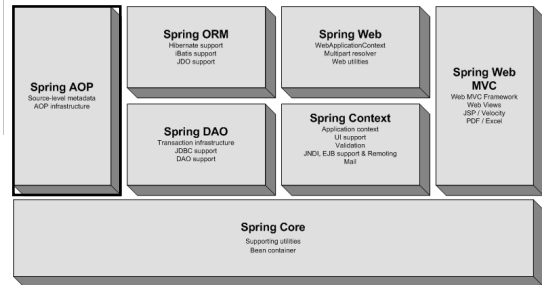 Spring AOP
Source-level metadata
AOP infrastructure
Spring ORM
Hibernate support
iBatis support
JDO support
Spring DAO
Transaction infrastructure
JDBC support
DAO support
Spring Web
WebApplicationContext
Multipart resolver
Web utilities
Spring Context
Application context
UI support
Validation
JNDI, EJB support & Remoting
Mail
Spring Web
MVC
Web MVC Framework
Web Views
JSP / Velocity
PDF / Excel
Spring Core
Supporting utilities
Bean container